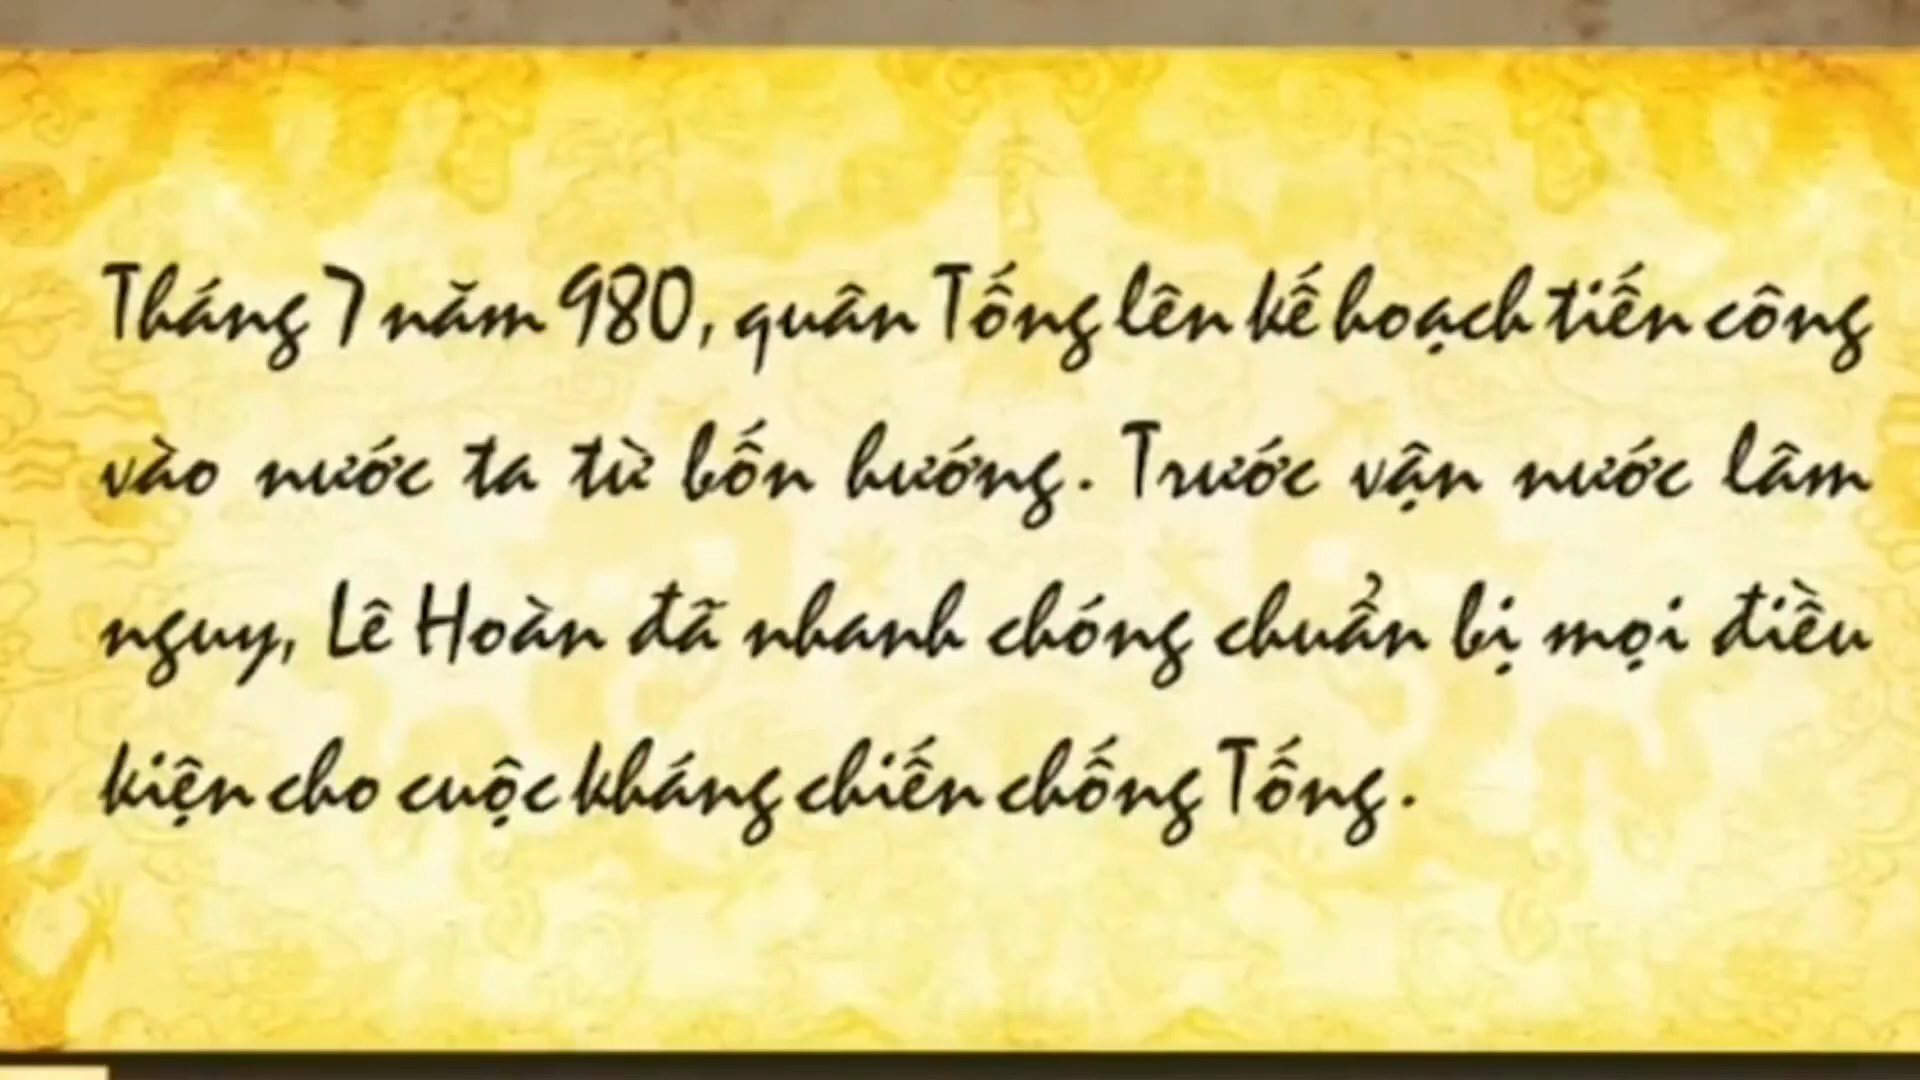 Tháng 7 năm 980, quân Tống lên kế hoạch tiến công
vào nước ta từ bốn hướng. Trước vận nước lâm
nguy, Lê Hoàn đã nhanh chóng chuẩn bị mọi điều
kiện cho cuộc kháng chiến chống Tống.